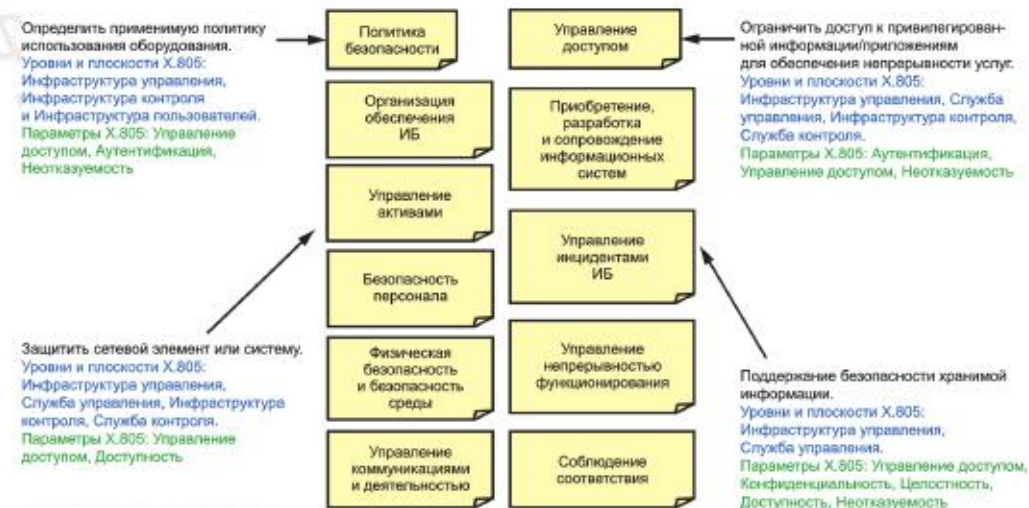 Определить применимую политику
использования оборудования.
Уровни и плоскости X.805:
Инфраструктура управления,
Инфраструктура контроля
и Инфраструктура пользователей.
Параметры X.805: Управление
доступом, Аутентификация,
Неотказуемость
Защитить сетевой элемент или систему.
Уровни и плоскости X.805:
Инфраструктура управления,
Служба управления, Инфраструктура
контроля, Служба контроля.
Параметры X.805: Управление
доступом, Доступность
Политика
безопасности
Организация
обеспечения
ИБ
Управление
активами
Безопасность
персонала
Физическая
безопасность
и безопасность
среды
Управление
коммуникациями
и деятельностью
Управление
доступом
Приобретение,
разработка
и сопровождение
информационных
систем
Управление
инцидентами
ИБ
Управление
непрерывностью
функционирования
Соблюдение
соответствия
Ограничить доступ к привилегирован-
ной информации/приложениям
для обеспечения непрерывности услуг.
Уровни и плоскости X.805:
Инфраструктура управления, Служба
управления, Инфраструктура контроля,
Служба контроля.
Параметры X.805: Аутентификация,
Управление доступом, Неотказуемость
Поддержание безопасности хранимой
информации.
Уровни и плоскости X.805:
Инфраструктура управления,
Служба управления.
Параметры X.805: Управление доступом,
Конфиденциальность, Целостность,
Доступность, Неотказуемость